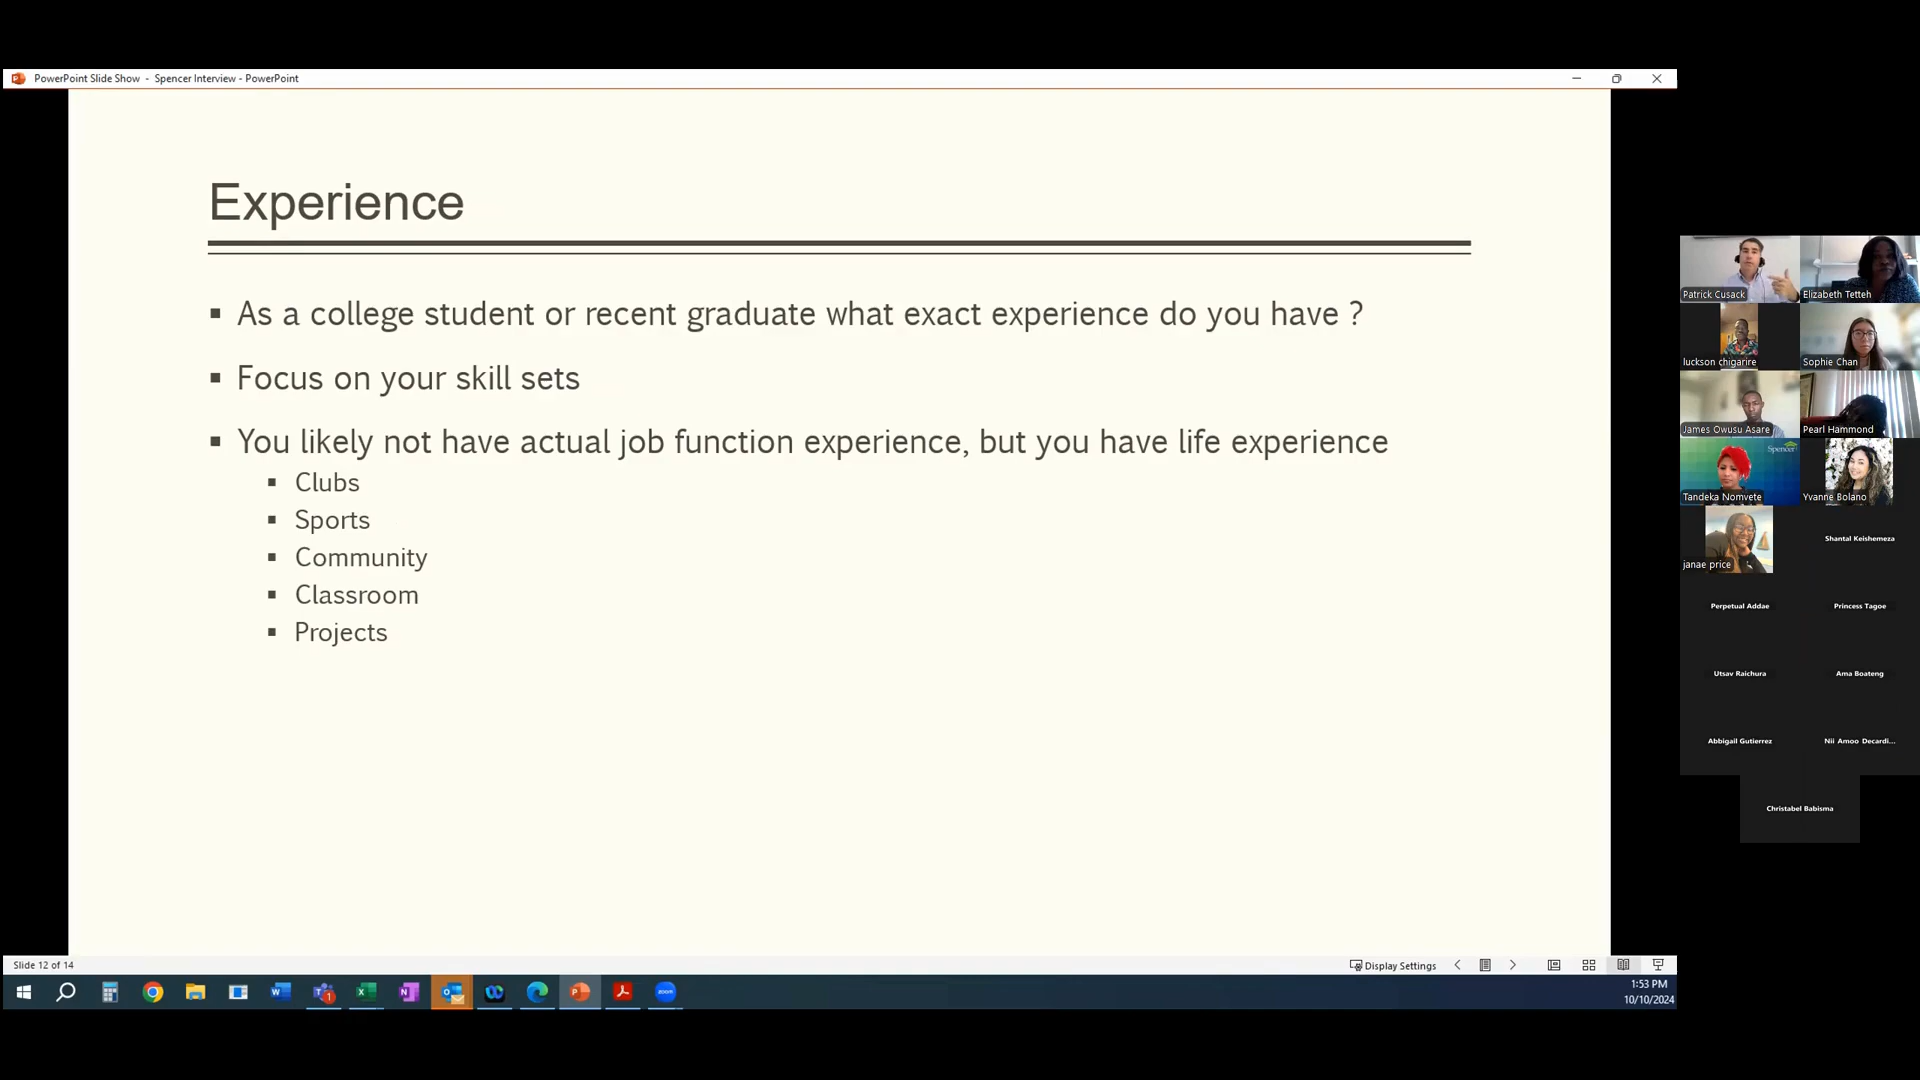 PowerPoint Slide Show - Spencer Interview - PowerPoint
Experience
As a college student or recent graduate what exact experience do you have ?
Focus on your skill sets
You likely not have actual job function experience, but you have life experience
Clubs
Sports
Community
Classroom
Projects
Patrick Cusack
Elizabeth Tetteh
luckson chigarire
Sophie Chan
James Owusu Asare
Pearl Hammond
Spencer
Tandeka Nomvete
Yvanne Bolano
janae price
Shantal Keishemeza
Perpetual Addae
Princess Tagoe
Utsav Raichura
Ama Boateng
Abbigail Gutierrez
Nii Amoo Decardi...
Christabel Babisma
Slide 12 of 14
Display Settings
1
zoom
1:53 PM
10/10/2024